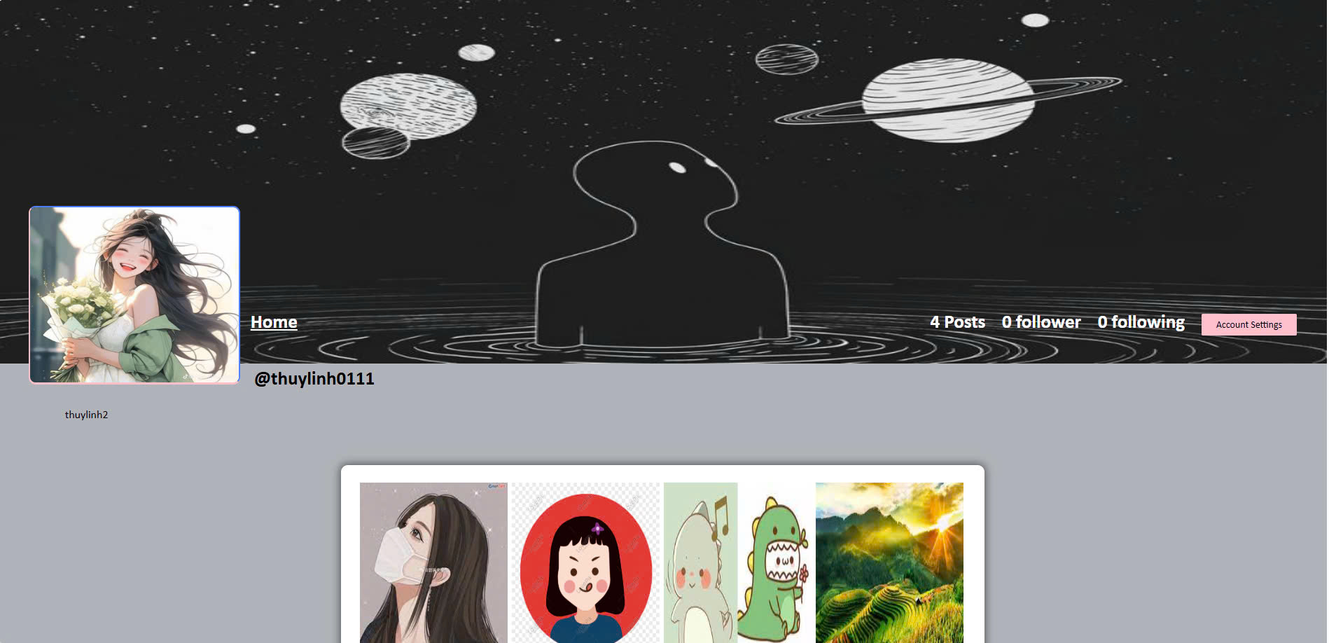 Home
4 Posts 0 follower 0 following Account Settings
@thuylinh0111
thuylinh2